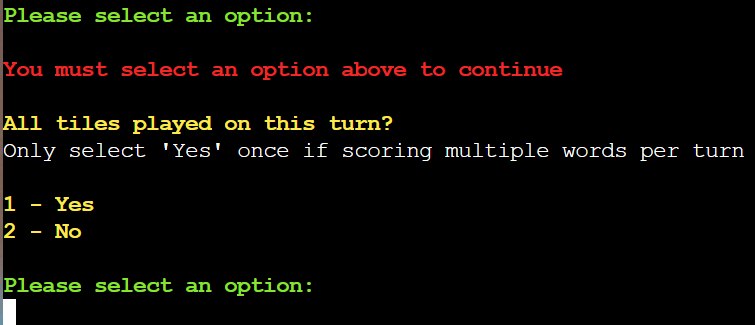 Please select an option:
You must select an option above to continue
All tiles played on this turn?
Only select 'Yes' once if scoring multiple words per turn
1 - Yes
2 - No
Please select an option: